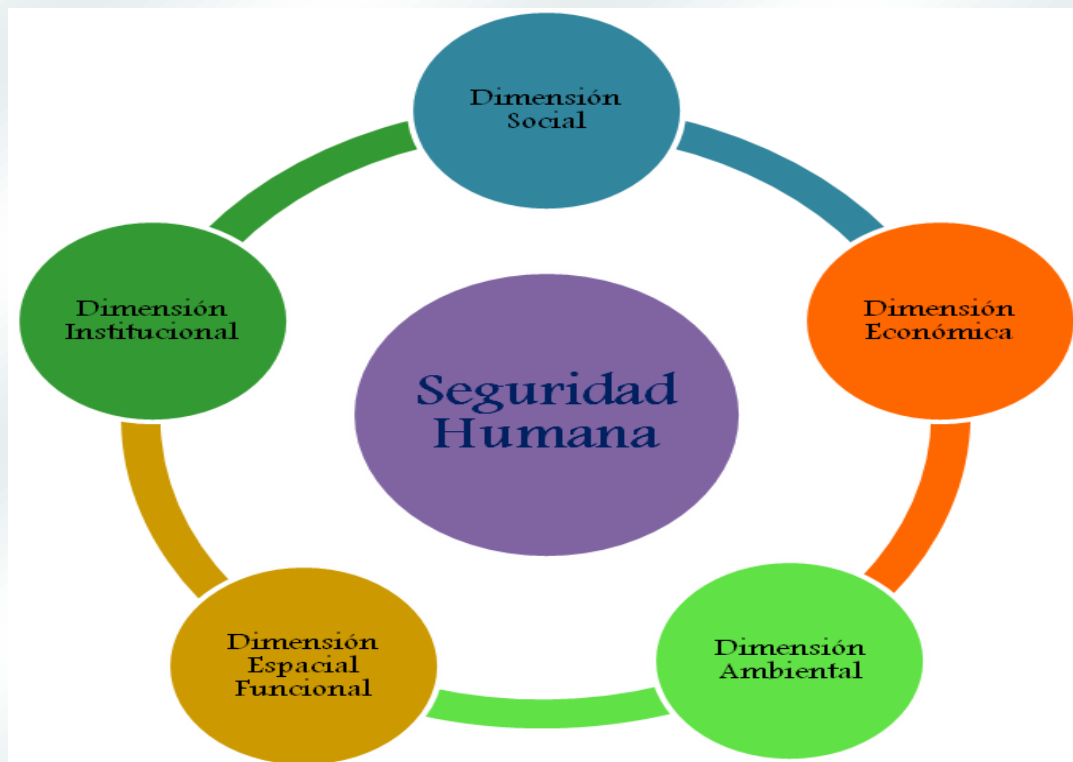 Dimensión
Social
Dimensión
Institucional
Dimensión
Económica
Seguridad
Humana
Dimensión
Espacial
Funcional
Dimensión
Ambiental